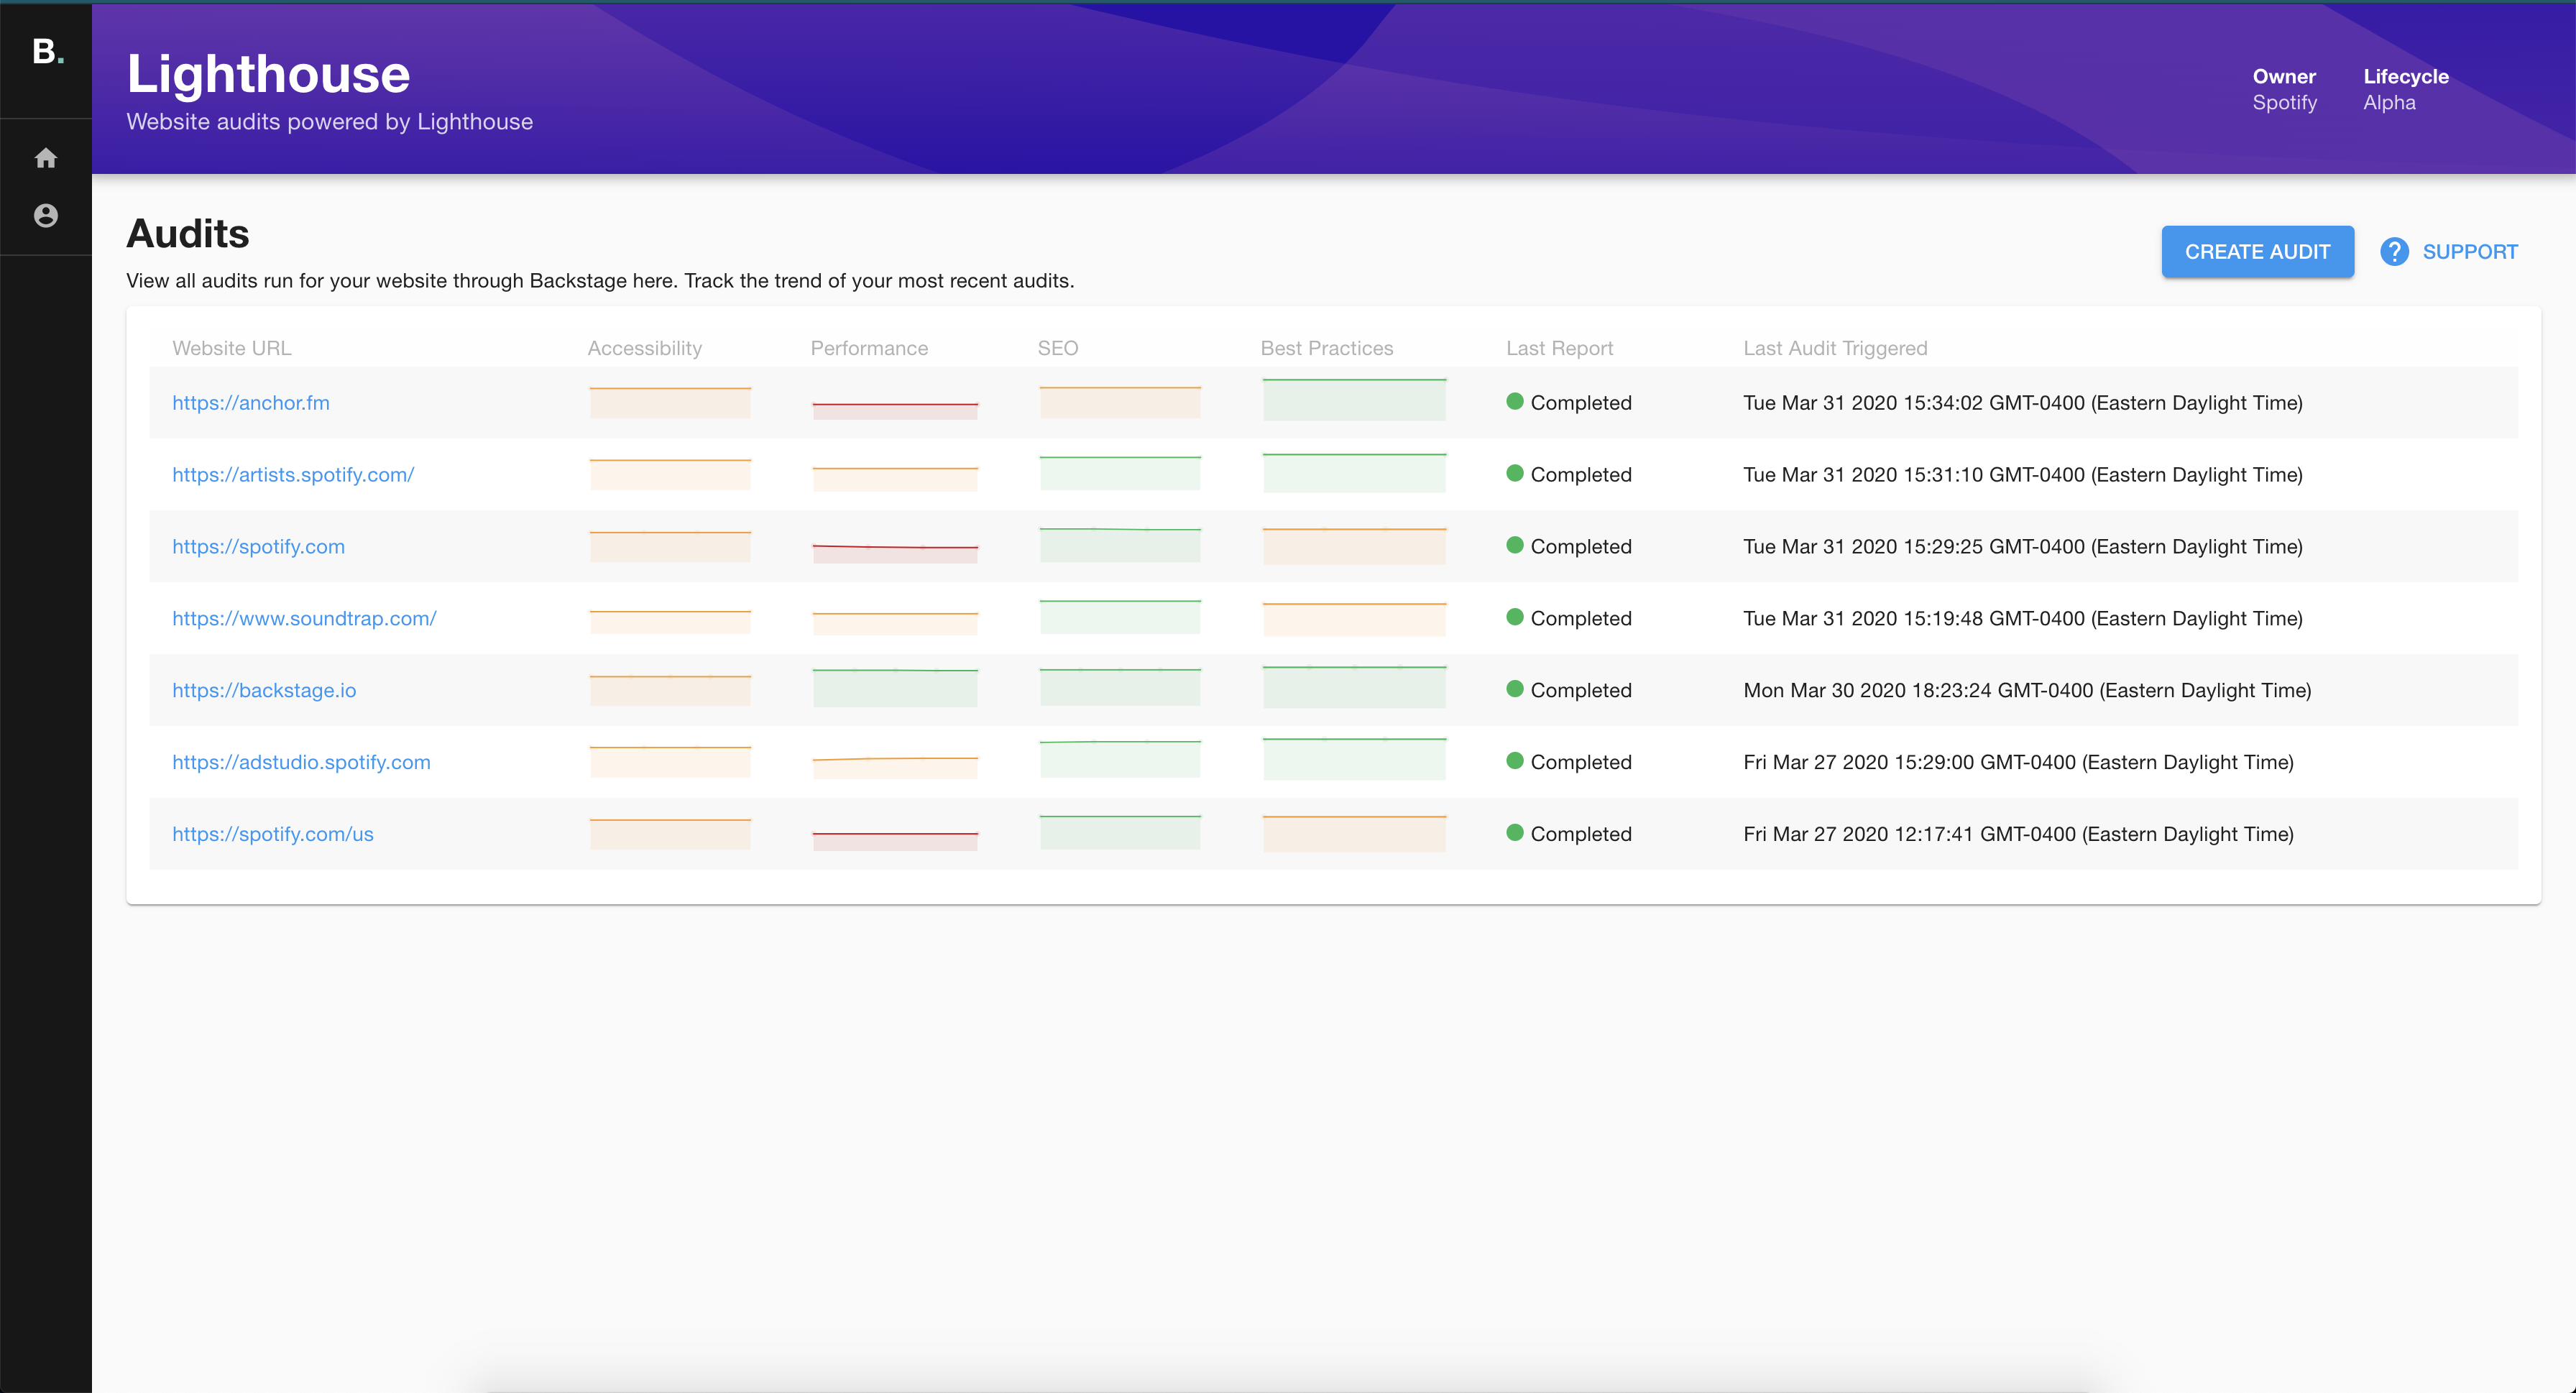 B.
Lighthouse
Website audits powered by Lighthouse
Owner Lifecycle
Spotify Alpha
Audits
View all audits run for your website through Backstage here. Track the trend of your most recent audits.
CREATE AUDIT ? SUPPORT
Website URL Accessibility Performance SEO Best Practices Last Report Last Audit Triggered
https://anchor.fm Completed Tue Mar 31 2020 15:34:02 GMT-0400 (Eastern Daylight Time)
https://artists.spotify.com/ Completed Tue Mar 31 2020 15:31:10 GMT-0400 (Eastern Daylight Time)
https://spotify.com Completed Tue Mar 31 2020 15:29:25 GMT-0400 (Eastern Daylight Time)
https://www.soundtrap.com/ Completed Tue Mar 31 2020 15:19:48 GMT-0400 (Eastern Daylight Time)
https://backstage.io Completed Mon Mar 30 2020 18:23:24 GMT-0400 (Eastern Daylight Time)
https://adstudio.spotify.com Completed Fri Mar 27 2020 15:29:00 GMT-0400 (Eastern Daylight Time)
https://spotify.com/us Completed Fri Mar 27 2020 12:17:41 GMT-0400 (Eastern Daylight Time)